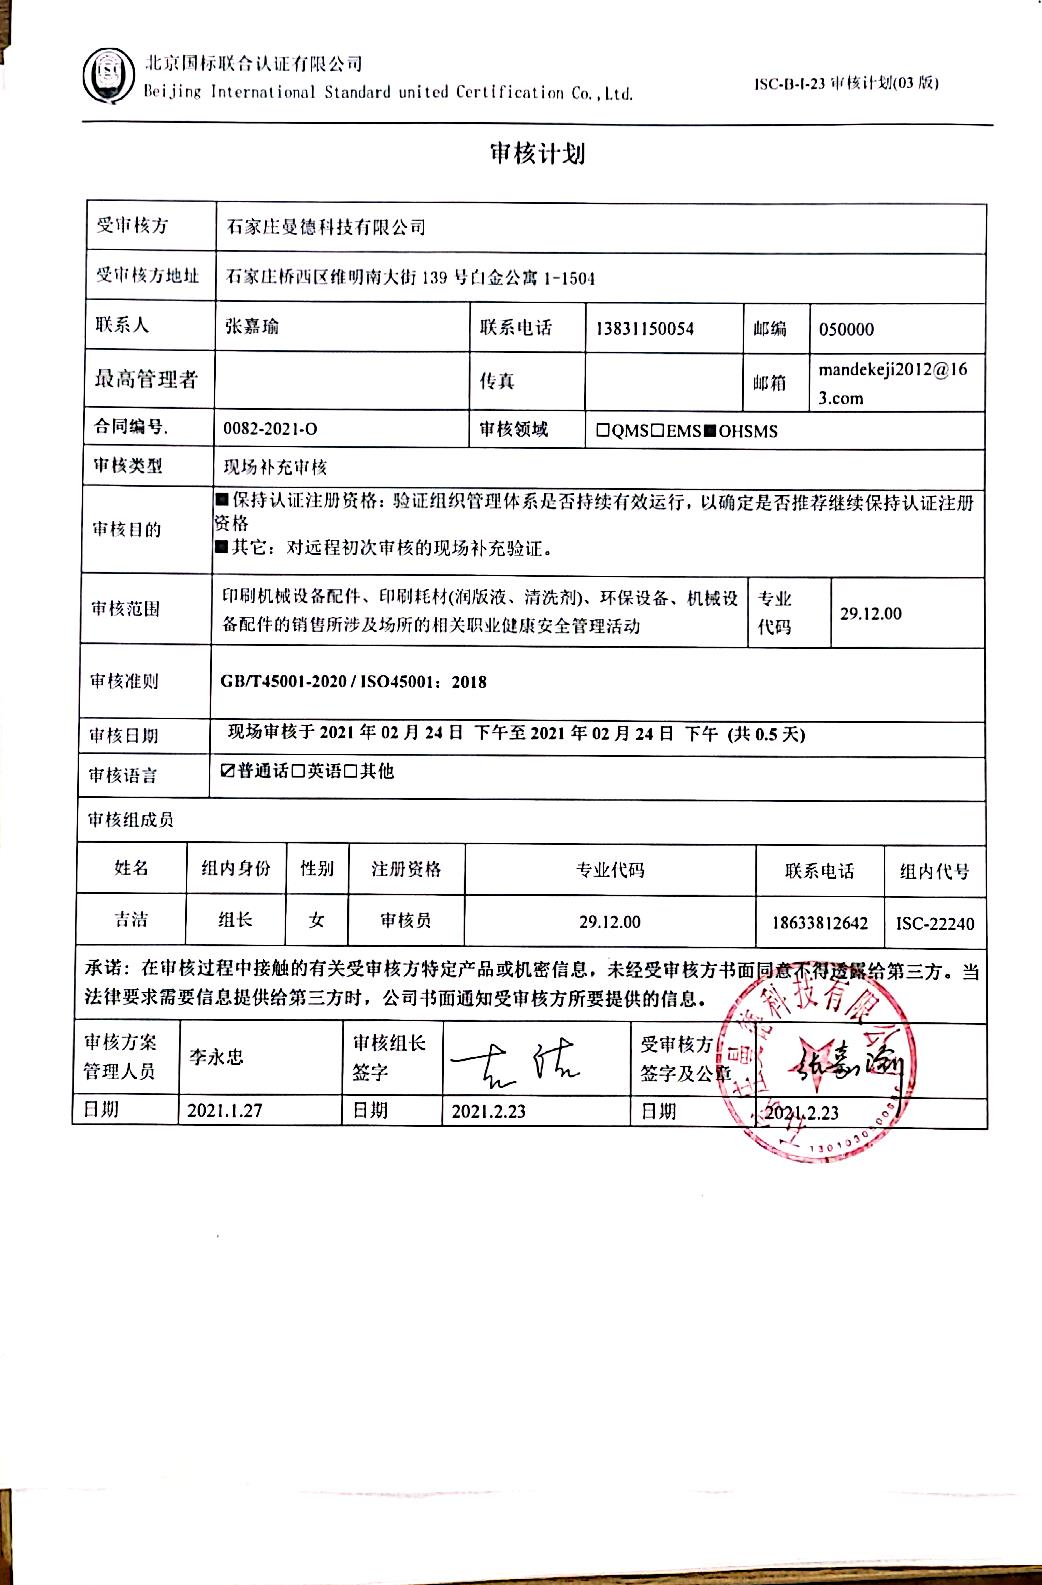 北京国标联合认证有限公司
Beijing International Standard united Certification Co.,Ltd.
ISC-B-I-23 审核计划(03 版)
审核计划
受审核方 石家庄曼德科技有限公司
受审核方地址 石家庄桥西区维明南大街 139 号白金公寓 1-1504
联系人 张嘉瑜 联系电话 13831150054 邮编 050000
最高管理者 传真 邮箱 mandekeji2012@16
3.com
合同编号. 0082-2021-O 审核领域 □QMS□EMS■OHSMS
审核类型 现场补充审核
审核目的 ■保持认证注册资格：验证组织管理体系是否持续有效运行，以确定是否推荐继续保持认证注册
资格
■其它：对远程初次审核的现场补充验证。
审核范围 印刷机械设备配件、印刷耗材(润版液、清洗剂)、环保设备、机械设
备配件的销售所涉及场所的相关职业健康安全管理活动
专业
代码
29.12.00
审核准则 GB/T45001-2020 / ISO45001：2018
审核日期 现场审核于 2021 年 02 月 24 日 下午至 2021 年 02 月 24 日 下午 (共 0.5 天)
审核语言 ☑普通话□英语□其他
审核组成员
姓名 组内身份 性别 注册资格 专业代码 联系电话 组内代号
吉洁 组长 女 审核员 29.12.00 18633812642 ISC-22240
承诺：在审核过程中接触的有关受审核方特定产品或机密信息，未经受审核方书面同意不得透露给第三方。当
法律要求需要信息提供给第三方时，公司书面通知受审核方所要提供的信息。
审核方案
管理人员
李永忠
审核组长
签字
吉洁
受审核方
签字及公章
张嘉瑜
日期 2021.1.27 日期 2021.2.23 日期 2021.2.23